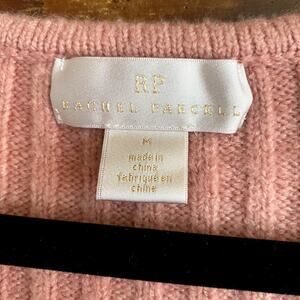 RP
RACHEL PARCELL
M
made in
china
fabriqué en
chine